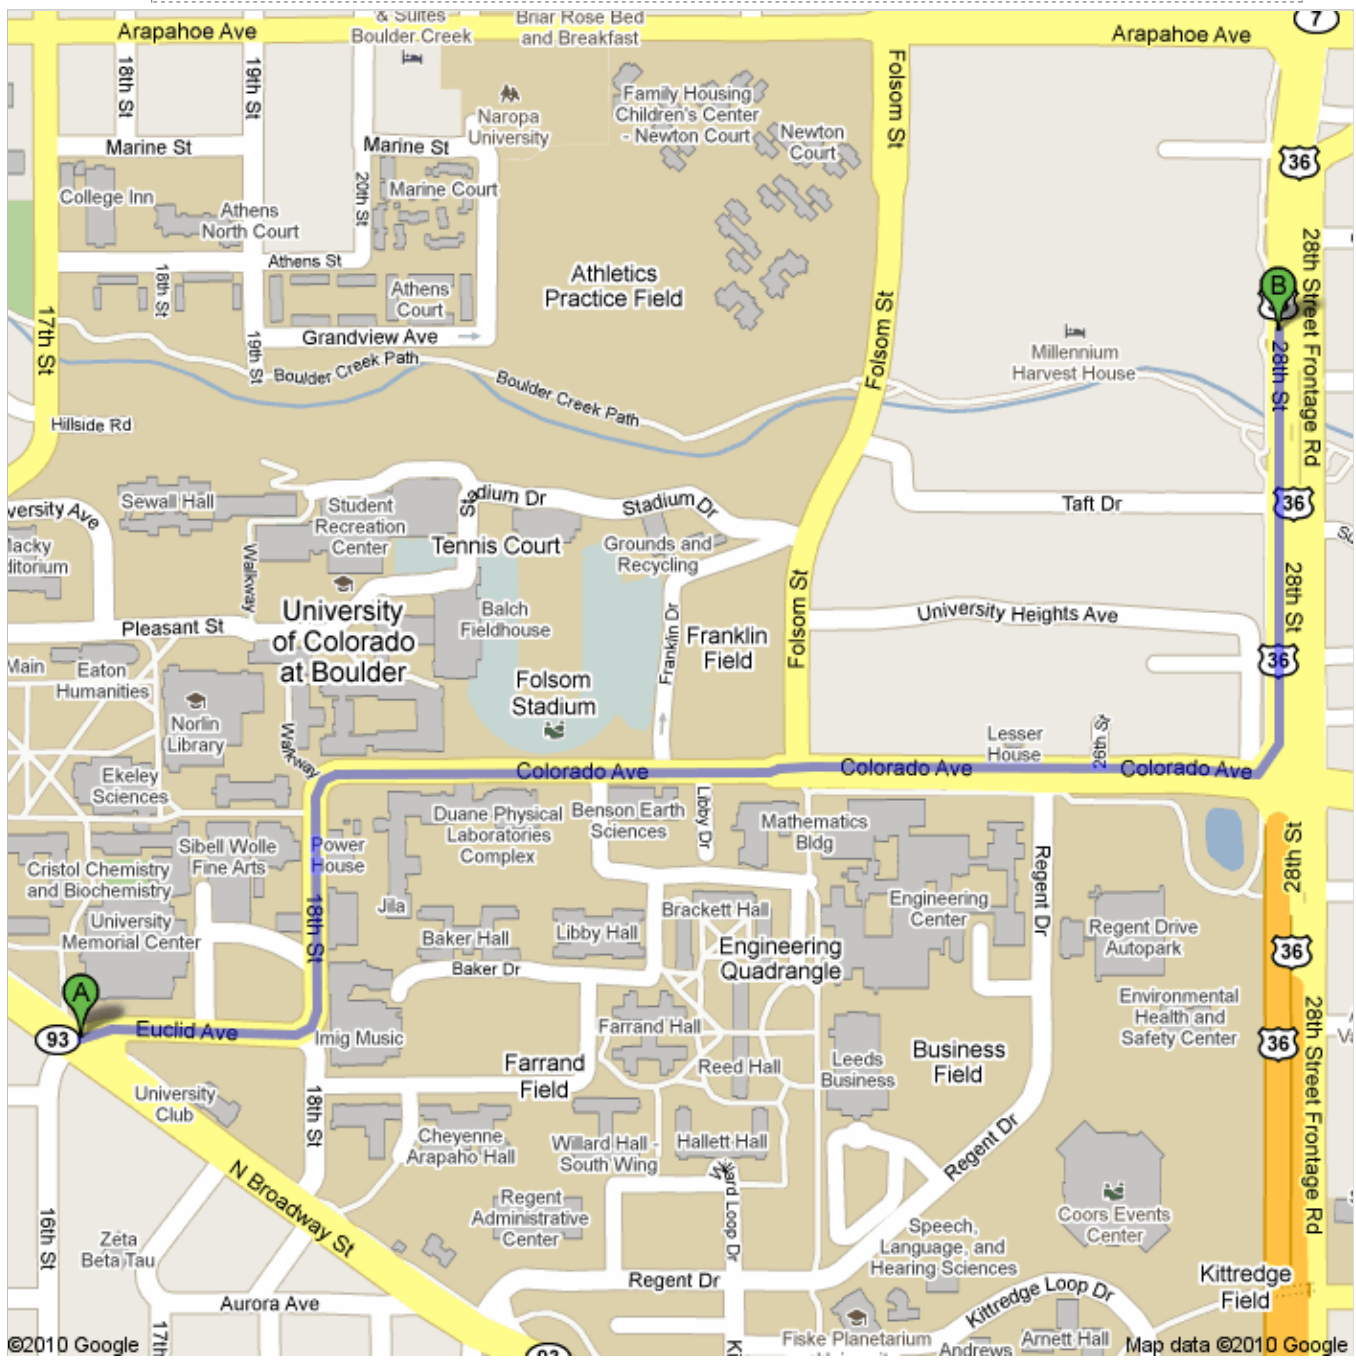 & Suites
Boulder Creek
Briar Rose Bed
and Breakfast
7
Arapahoe Ave
Arapahoe Ave
18th St
19th St
Folsom St
Naropa
University
Family Housing
Children's Center
- Newton Court
Newton
Court
Marine St
Marine St
36
College Inn
Marine Court
20th St
Athens
North Court
Athens St
18th St
Athens
Court
Athletics
Practice Field
28th Street Frontage Rd
B
17th St
19th St
Grandview Ave
Folsom St
Millennium
Harvest House
28th St
Boulder Creek Path
Boulder Creek Path
Hillside Rd
Sewall Hall
Student
Recreation
Center
Stadium Dr
Stadium Dr
Taft Dr
36
versity Ave
Macky
ditorium
Walkway
Tennis Court
Grounds and
Recycling
28th St
University
of Colorado
at Boulder
Balch
Fieldhouse
Franklin Dr
Franklin
Field
Folsom St
University Heights Ave
Pleasant St
Main
Eaton
Humanities
36
Folsom
Stadium
Norlin
Library
Walkway
Lesser
House
26th St
Colorado Ave
Colorado Ave
Colorado Ave
Ekeley
Sciences
Duane Physical
Laboratories
Complex
Benson Earth
Sciences
Libby Dr
Mathematics
Bldg
28th St
Sibell Wolle
Fine Arts
Power
House
Cristol Chemistry
and Biochemistry
Regent Dr
University
Memorial Center
18th St
Jila
Baker Hall
Libby Hall
Brackett Hall
Engineering
Center
Regent Drive
Autopark
Engineering
Quadrangle
36
Baker Dr
A
Environmental
Health and
Safety Center
93
Euclid Ave
Imig Music
Farrand Hall
28th Street Frontage Rd
36
Farrand
Field
Reed Hall
Leeds
Business
Business
Field
University
Club
18th St
Cheyenne
Arapaho Hall
Willard Hall -
South Wing
Hallett Hall
Regent Dr
N Broadway St
Regent
Administrative
Center
Willard Loop Dr
Coors Events
Center
16th St
Zeta
Beta Tau
Speech,
Language, and
Hearing Sciences
Regent Dr
Kittredge
Field
Aurora Ave
Kittredge Loop Dr
17th
Fiske Planetarium
Andrews
Arnett Hall
93
©2010 Google
Map data ©2010 Google